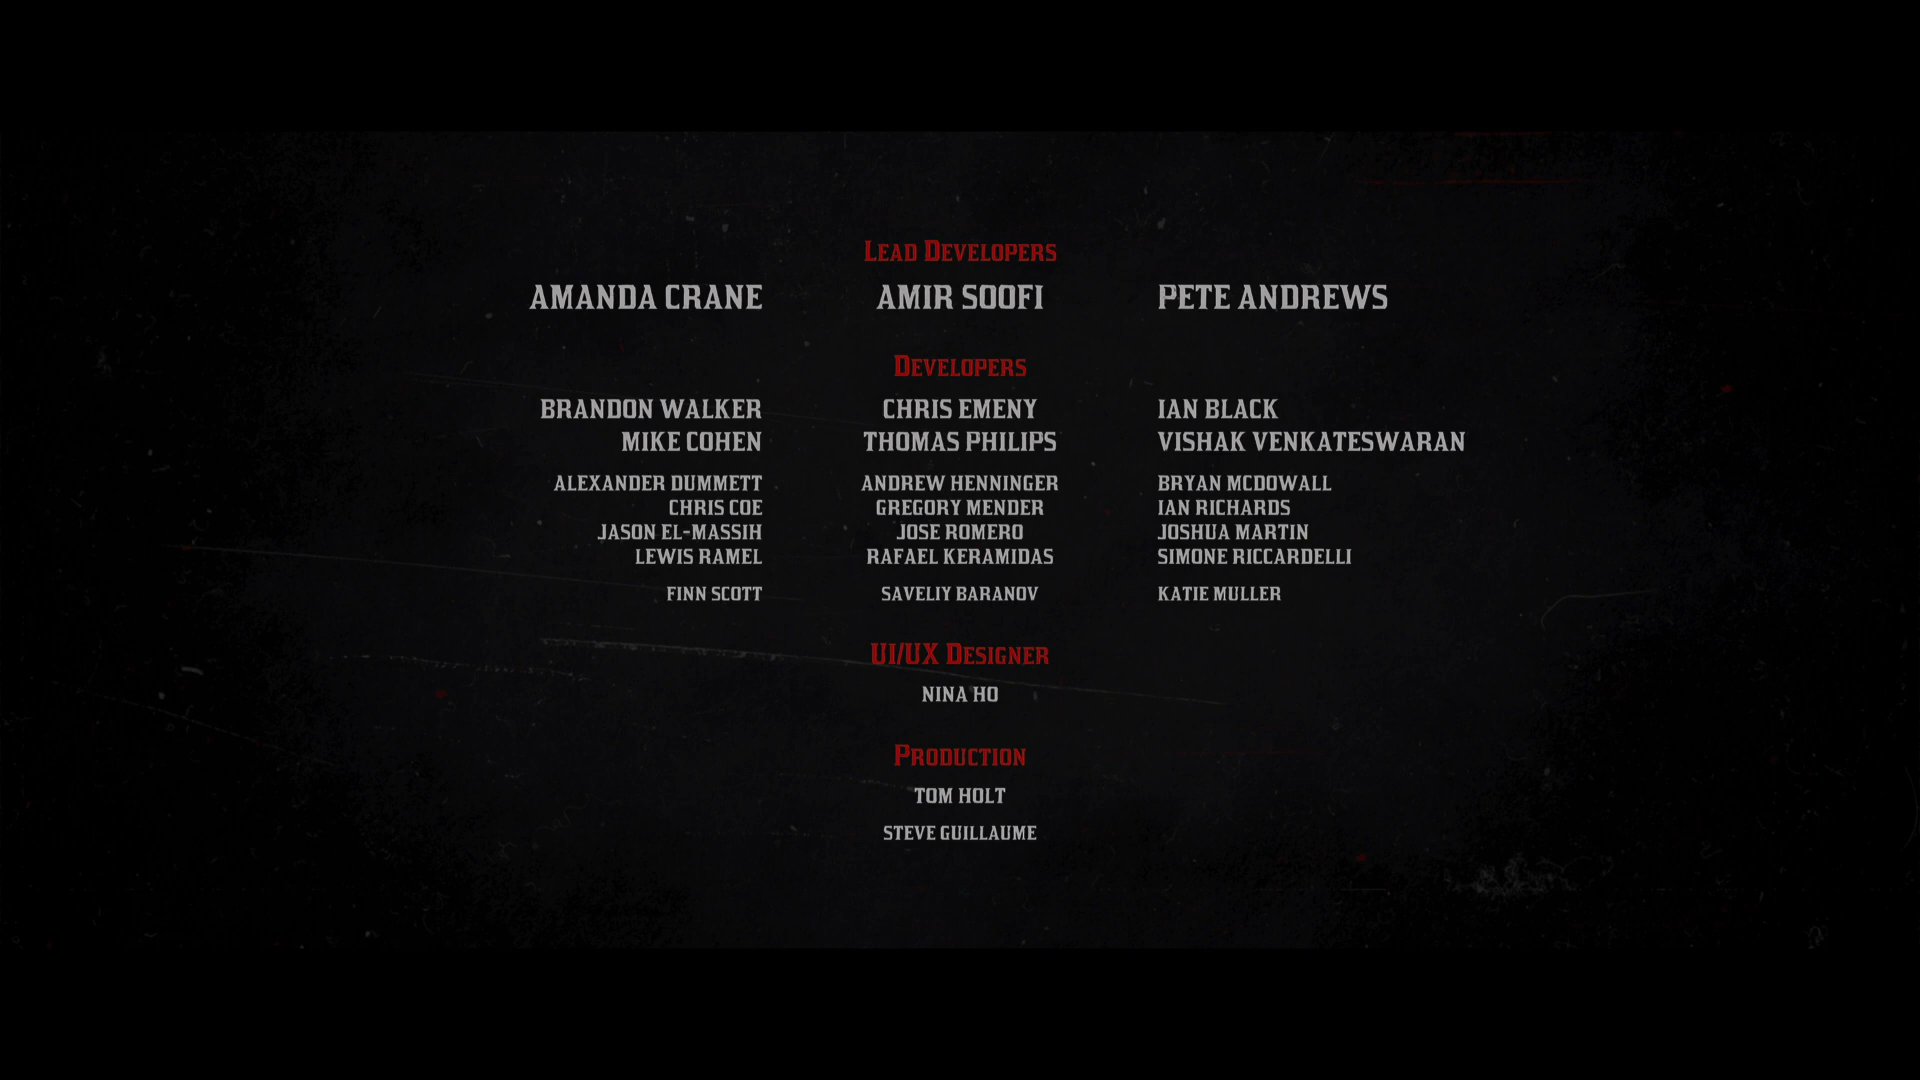 Lead Developers
AMANDA CRANE AMIR SOOFI PETE ANDREWS
Developers
BRANDON WALKER CHRIS EMENY IAN BLACK
MIKE COHEN THOMAS PHILIPS VISHAK VENKATESWARAN
ALEXANDER DUMMETT ANDREW HENNINGER BRYAN MCDOWALL
CHRIS COE GREGORY MENDER IAN RICHARDS
JASON EL-MASSIH JOSE ROMERO JOSHUA MARTIN
LEWIS RAMEL RAFAEL KERAMIDAS SIMONE RICCARDELLI
FINN SCOTT SAVELIY BARANOV KATIE MULLER
UI/UX Designer
NINA HO
Production
TOM HOLT
STEVE GUILLAUME